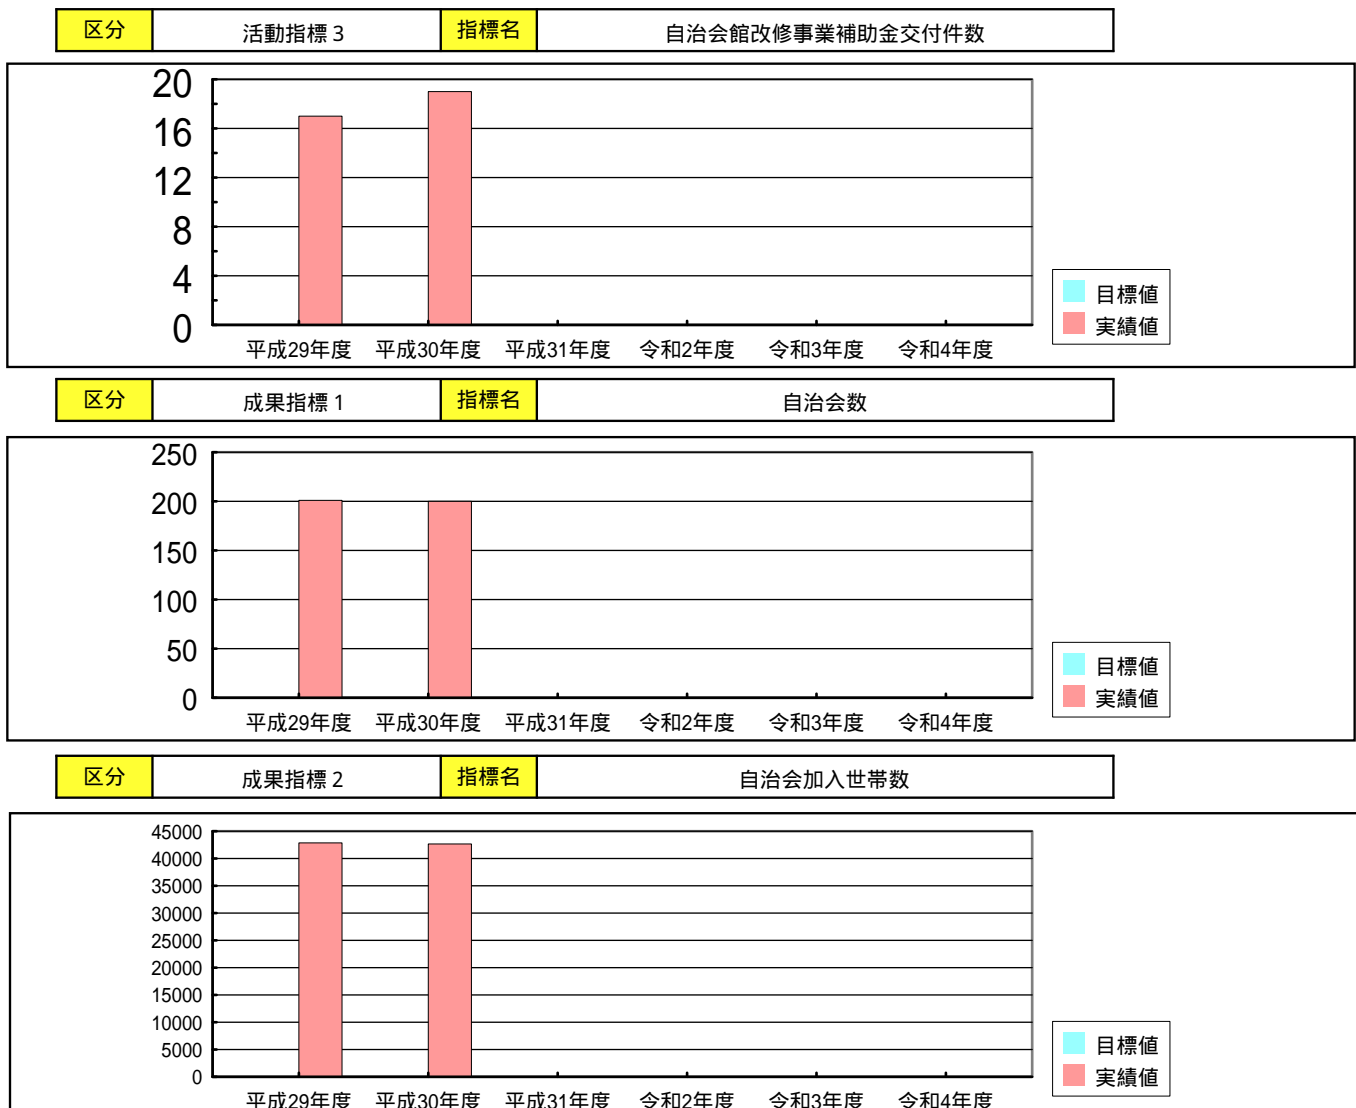 区分 活動指標３ 指標名 自治会館改修事業補助金交付件数
20
16
12
8
4
0
平成29年度 平成30年度 平成31年度 令和2年度 令和3年度 令和4年度
目標値
実績値
区分 成果指標１ 指標名 自治会数
250
200
150
100
50
0
平成29年度 平成30年度 平成31年度 令和2年度 令和3年度 令和4年度
目標値
実績値
区分 成果指標２ 指標名 自治会加入世帯数
45000
40000
35000
30000
25000
20000
15000
10000
5000
0
平成29年度 平成30年度 平成31年度 令和2年度 令和3年度 令和4年度
目標値
実績値